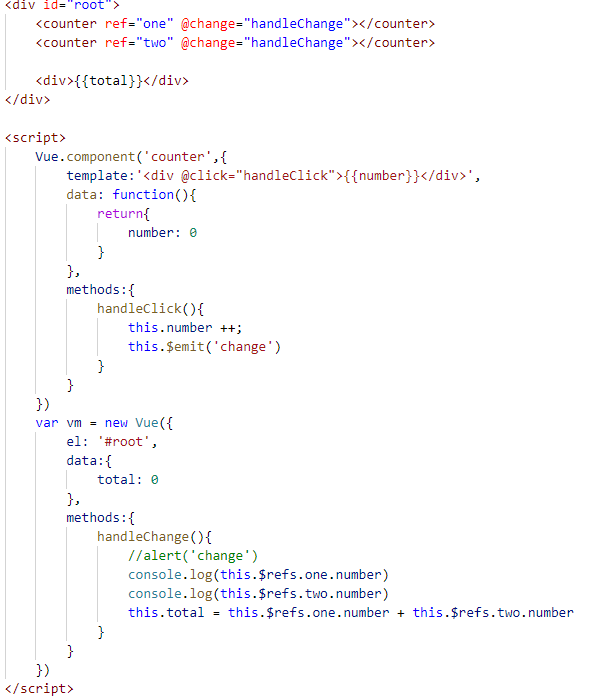 <div id="root">
    <counter ref="one" @change="handleChange"></counter>
    <counter ref="two" @change="handleChange"></counter>

    <div>{{total}}</div>
</div>

<script>
    Vue.component('counter',{
        template:'<div @click="handleClick">{{number}}</div>',
        data: function(){
            return{
                number: 0
            }
        },
        methods:{
            handleClick(){
                this.number ++;
                this.$emit('change')
            }
        }
    })
    var vm = new Vue({
        el: '#root',
        data:{
            total: 0
        },
        methods:{
            handleChange(){
                //alert('change')
                console.log(this.$refs.one.number)
                console.log(this.$refs.two.number)
                this.total = this.$refs.one.number + this.$refs.two.number
            }
        }
    })
</script>